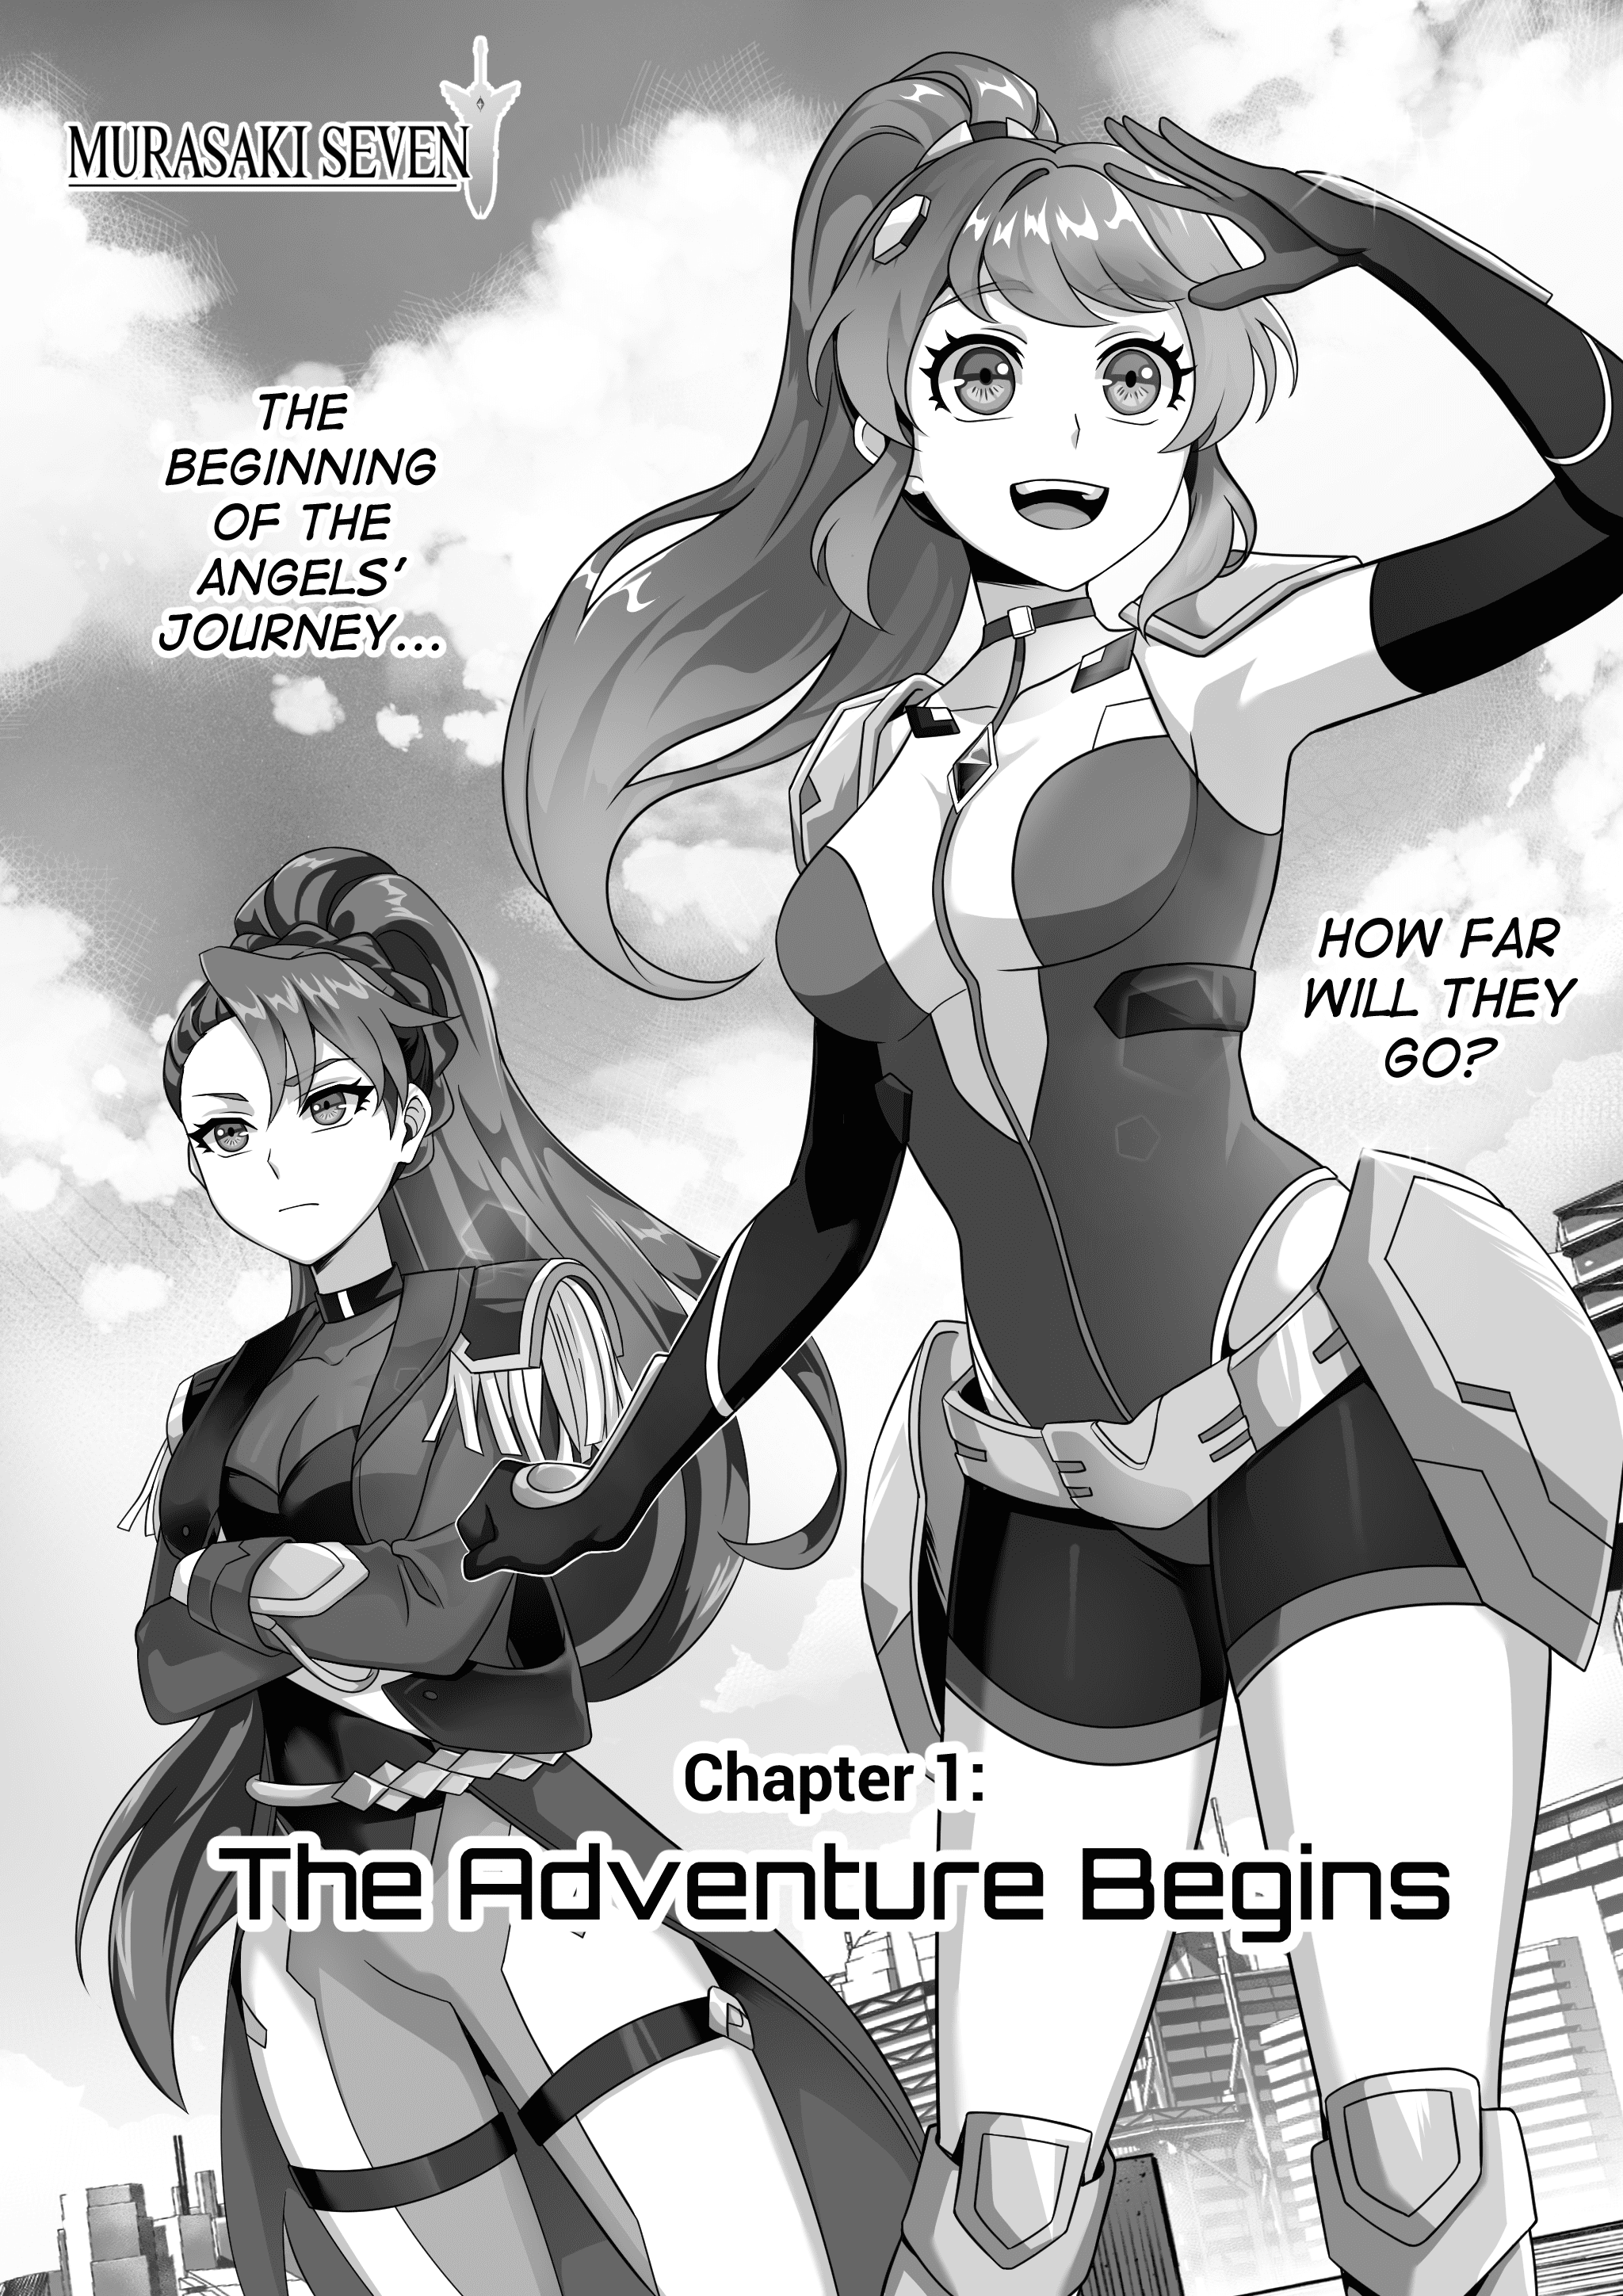 MURASAKI SEVEN
THE
BEGINNING
OF THE
ANGELS'
JOURNEY...
HOW FAR
WILL THEY
GO?
Chapter 1:
The Adventure Begins